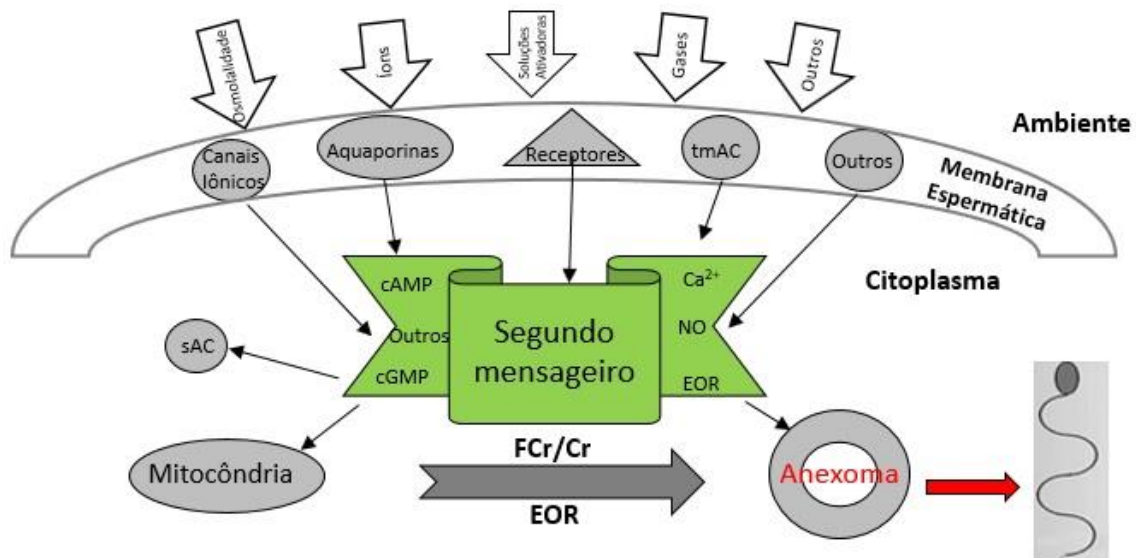 Osmolalidade
Íons
Soluções
Ativadoras
Gases
Outros
Ambiente
Canais
Iônicos
Aquaporinas
Receptores
tmAC
Outros
Membrana
Espermática
Citoplasma
cAMP
Outros
cGMP
Segundo
mensageiro
Ca²⁺
NO
EOR
sAC
Mitocôndria
FCr/Cr
EOR
Anexoma